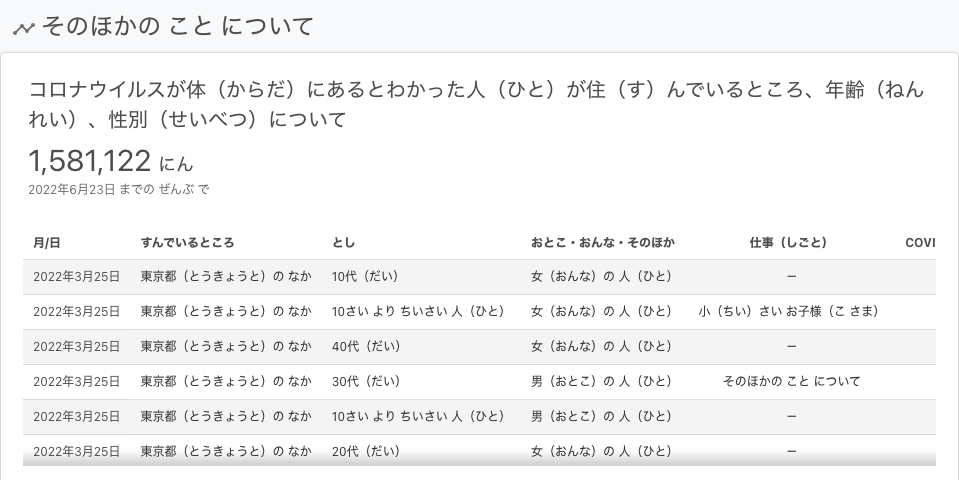 そのほかの こと について
コロナウイルスが体（からだ）にあるとわかった人（ひと）が住（す）んでいるところ、年齢（ねん
れい）、性別（せいべつ）について
1,581,122 にん
2022年6月23日 までの ぜんぶ で
月/日 すんでいるところ とし おとこ・おんな・そのほか 仕事（しごと） COVI
2022年3月25日 東京都（とうきょうと）の なか 10代（だい） 女（おんな）の 人（ひと） ー
2022年3月25日 東京都（とうきょうと）の なか 10さい より ちいさい 人（ひと） 女（おんな）の 人（ひと） 小（ちい）さい お子様（こ さま）
2022年3月25日 東京都（とうきょうと）の なか 40代（だい） 女（おんな）の 人（ひと） ー
2022年3月25日 東京都（とうきょうと）の なか 30代（だい） 男（おとこ）の 人（ひと） そのほかの こと について
2022年3月25日 東京都（とうきょうと）の なか 10さい より ちいさい 人（ひと） 男（おとこ）の 人（ひと） ー
2022年3月25日 東京都（とうきょうと）の なか 20代（だい） 女（おんな）の 人（ひと） ー